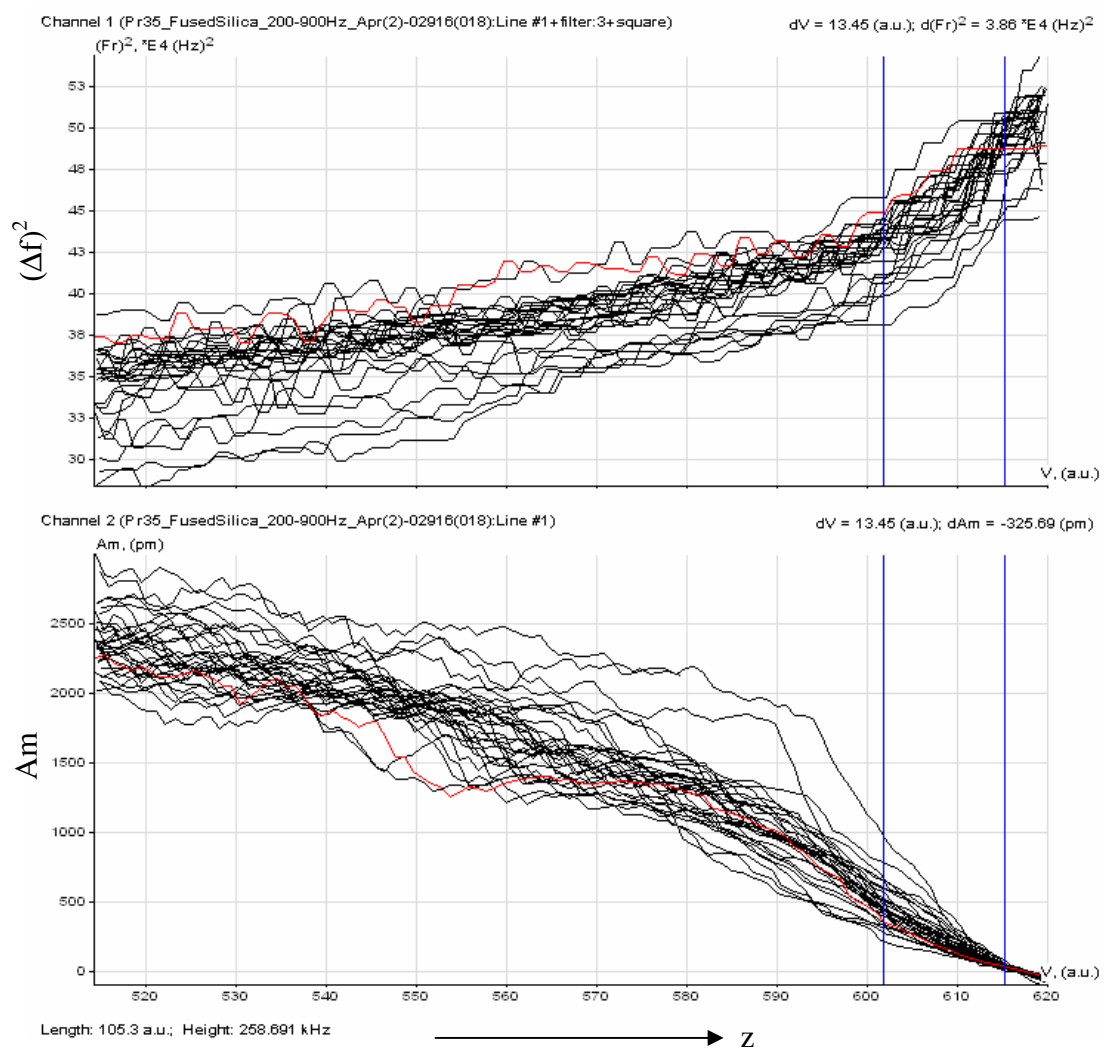 Channel 1 (Pr35_FusedSilica_200-900Hz_Apr(2)-02916(018):Line #1+filter:3+square) dV = 13.45 (a.u.); d(Fr)² = 3.86 *E4 (Hz)²
(Fr)², *E4 (Hz)²
53
50
48
45
43
40
38
35
33
30
(Δf)²
V, (a.u.)
Channel 2 (Pr35_FusedSilica_200-900Hz_Apr(2)-02916(018):Line #1) dV = 13.45 (a.u.); dAm = -325.69 (pm)
Am, (pm)
2500
2000
1500
1000
500
0
Am
V, (a.u.)
520 530 540 550 560 570 580 590 600 610 620
Length: 105.3 a.u.; Height: 258.691 kHz
z